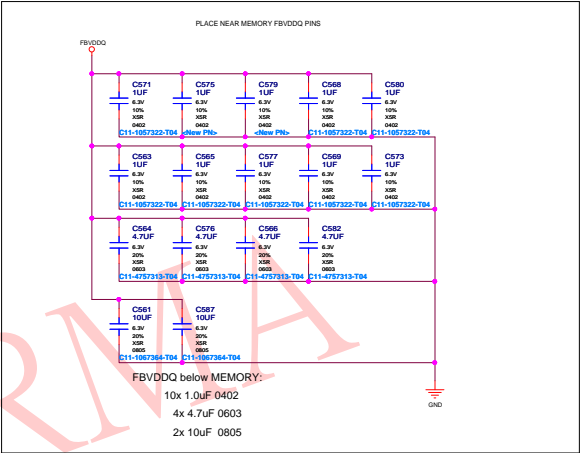 PLACE NEAR MEMORY FBVDDQ PINS
FBVDDQ
C571 C575 C579 C568 C580
1UF 1UF 1UF 1UF 1UF
6.3V 6.3V 6.3V 6.3V 6.3V
10% 10% 10% 10% 10%
X5R X5R X5R X5R X5R
0402 0402 0402 0402 0402
C11-1057322-T04 <New PN> <New PN> C11-1057322-T04 C11-1057322-T04
C563 C565 C577 C569 C573
1UF 1UF 1UF 1UF 1UF
6.3V 6.3V 6.3V 6.3V 6.3V
10% 10% 10% 10% 10%
X5R X5R X5R X5R X5R
0402 0402 0402 0402 0402
C11-1057322-T04 C11-1057322-T04 C11-1057322-T04 C11-1057322-T04 C11-1057322-T04
C564 C576 C566 C582
4.7UF 4.7UF 4.7UF 4.7UF
6.3V 6.3V 6.3V 6.3V
20% 20% 20% 20%
X5R X5R X5R X5R
0603 0603 0603 0603
C11-4757313-T04 C11-4757313-T04 C11-4757313-T04 C11-4757313-T04
C561 C587
10UF 10UF
6.3V 6.3V
20% 20%
X5R X5R
0805 0805
C11-1067364-T04 C11-1067364-T04
FBVDDQ below MEMORY:
10x 1.0uF 0402
4x 4.7uF 0603
2x 10uF 0805
GND
RMA